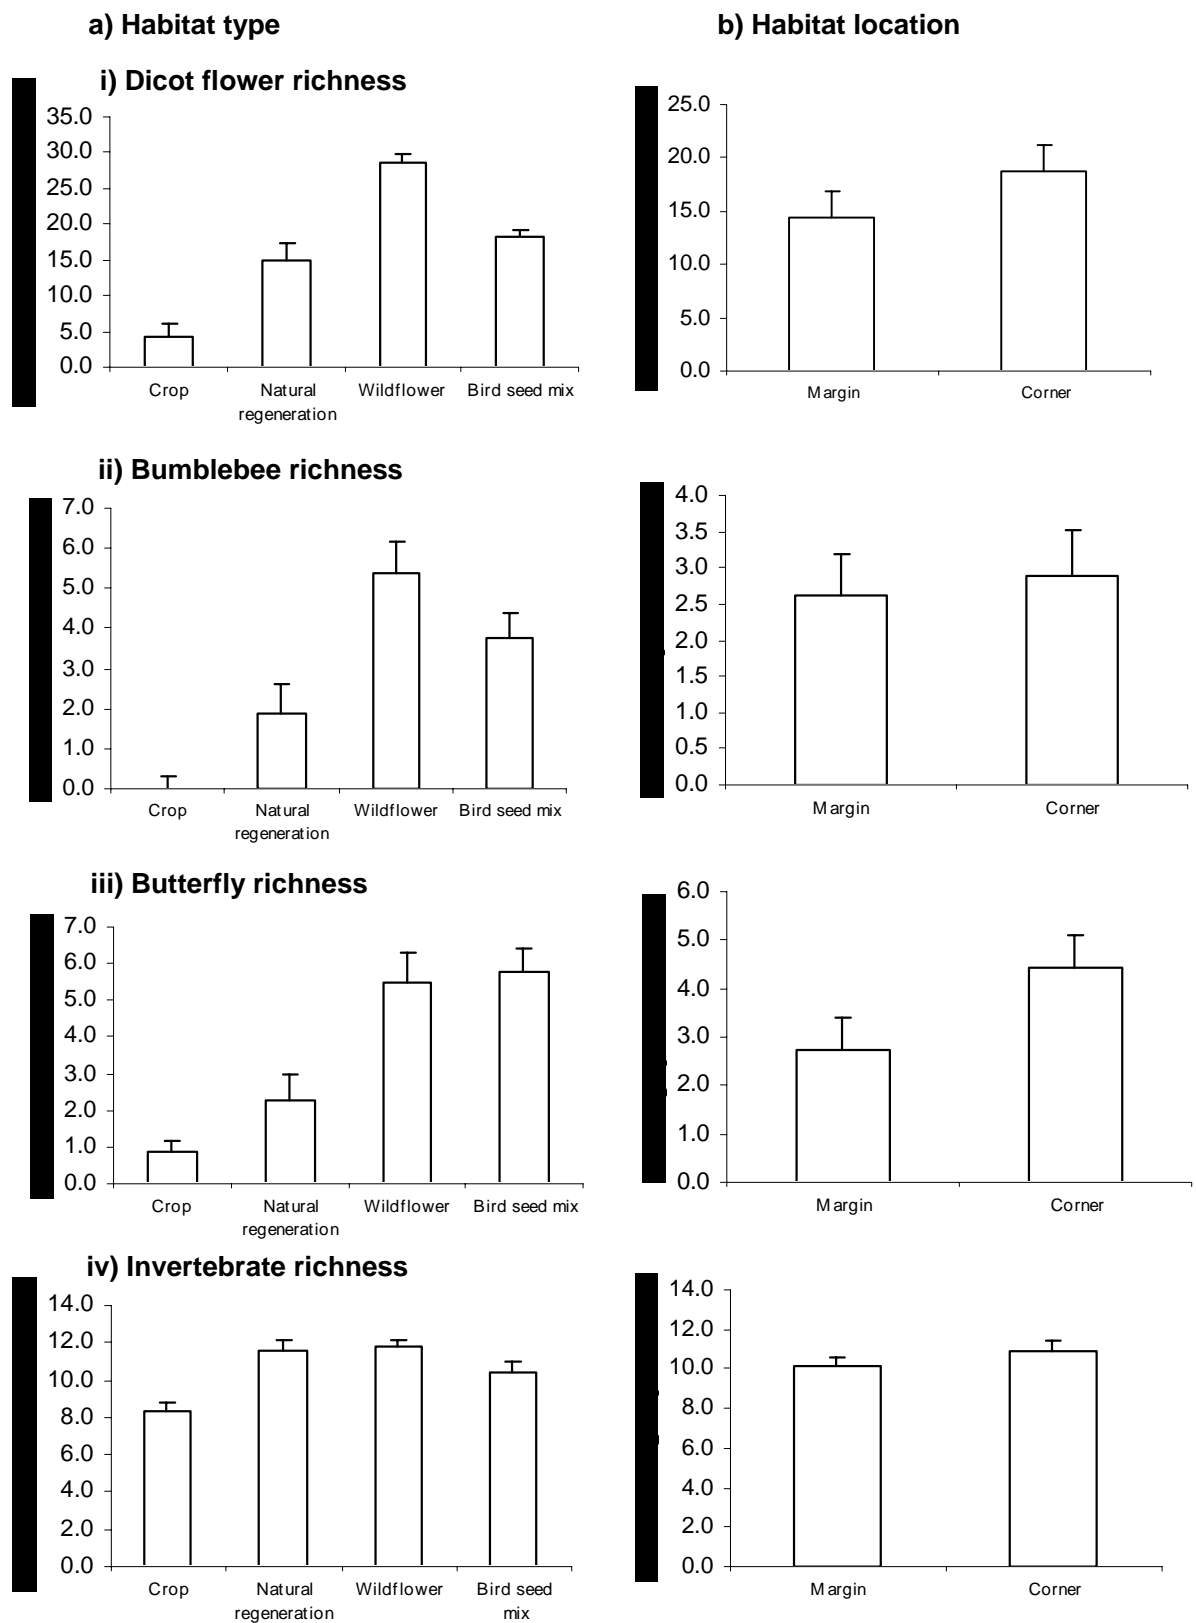 a) Habitat type
b) Habitat location
i) Dicot flower richness
35.0
30.0
25.0
20.0
15.0
10.0
5.0
0.0
Crop
Natural
regeneration
Wildflower
Bird seed mix
25.0
20.0
15.0
10.0
5.0
0.0
Margin
Corner
ii) Bumblebee richness
7.0
6.0
5.0
4.0
3.0
2.0
1.0
0.0
Crop
Natural
regeneration
Wildflower
Bird seed mix
4.0
3.5
3.0
2.5
2.0
1.5
1.0
0.5
0.0
Margin
Corner
iii) Butterfly richness
7.0
6.0
5.0
4.0
3.0
2.0
1.0
0.0
Crop
Natural
regeneration
Wildflower
Bird seed mix
6.0
5.0
4.0
3.0
2.0
1.0
0.0
Margin
Corner
iv) Invertebrate richness
14.0
12.0
10.0
8.0
6.0
4.0
2.0
0.0
Crop
Natural
regeneration
Wildflower
Bird seed
mix
14.0
12.0
10.0
8.0
6.0
4.0
2.0
0.0
Margin
Corner